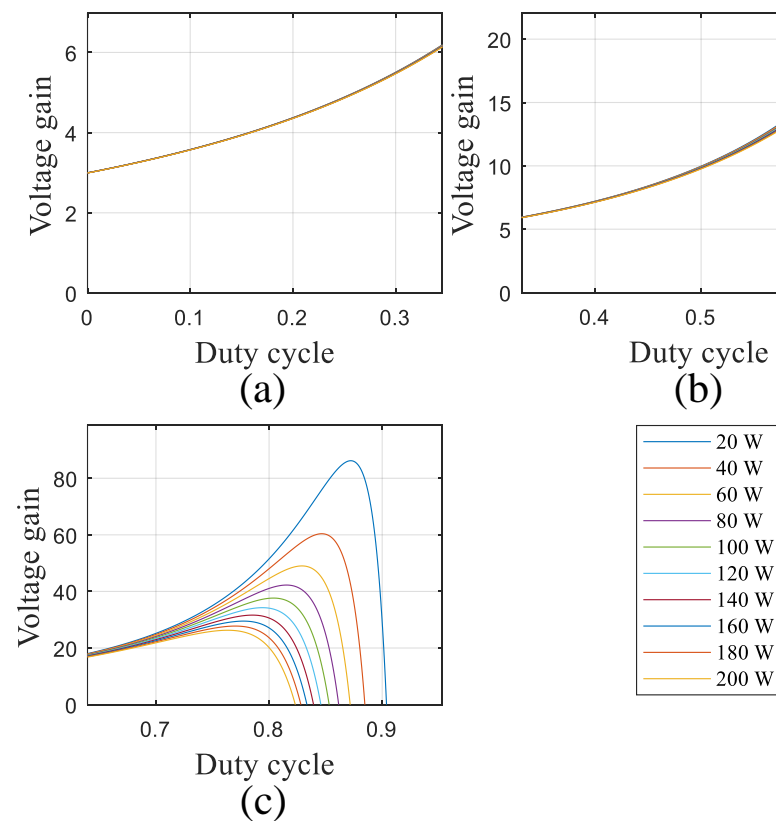 6
4
2
0
Voltage gain
0 0.1 0.2 0.3
Duty cycle
(a)
20
15
10
5
0
Voltage gain
0.4 0.5
Duty cycle
(b)
80
60
40
20
0
Voltage gain
0.7 0.8 0.9
Duty cycle
(c)
20 W
40 W
60 W
80 W
100 W
120 W
140 W
160 W
180 W
200 W